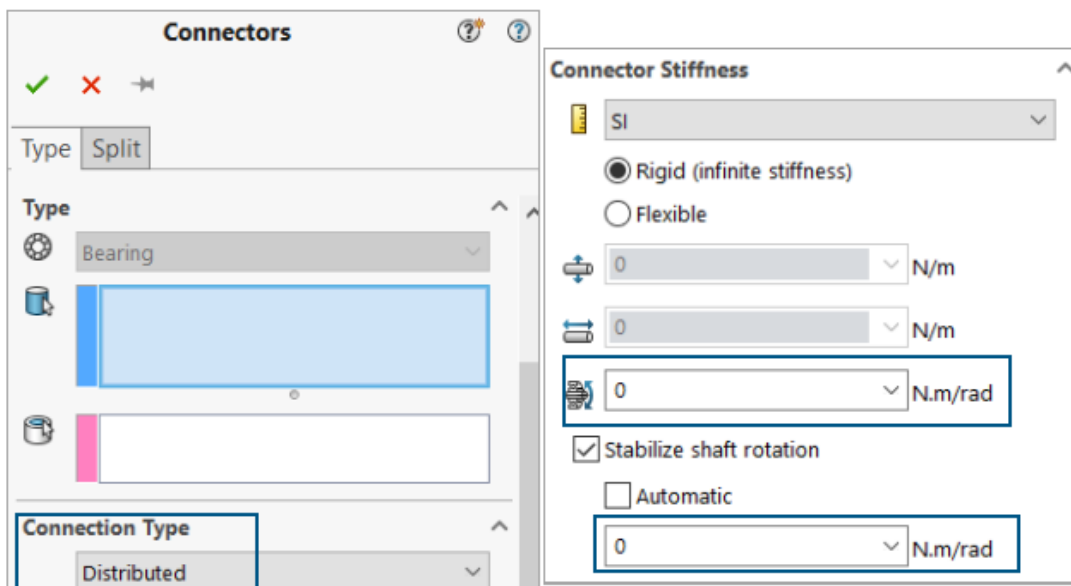 Connectors
Type Split
Type
Bearing
Connection Type
Distributed
Connector Stiffness
SI
Rigid (infinite stiffness)
Flexible
0 N/m
0 N/m
0 N.m/rad
Stabilize shaft rotation
Automatic
0 N.m/rad